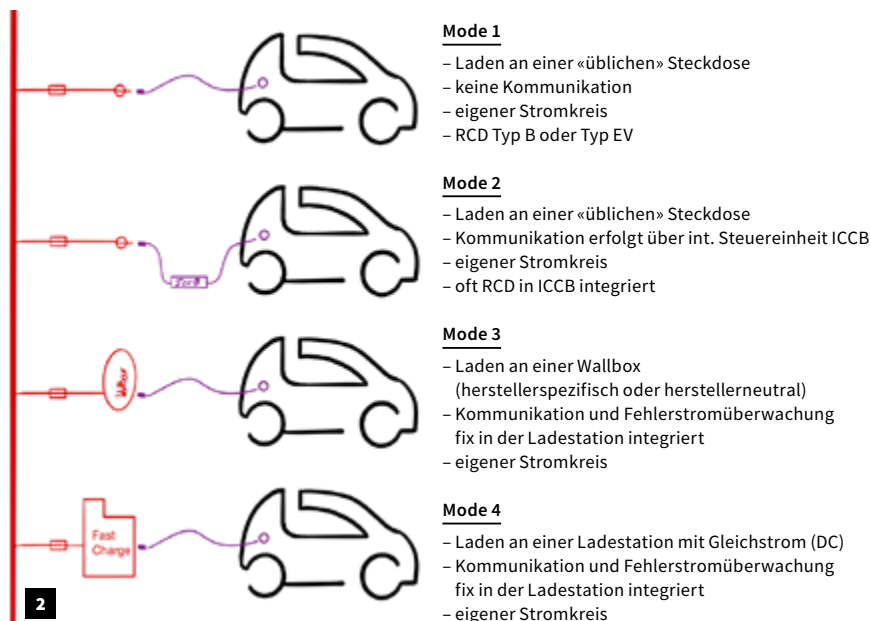 Mode 1
– Laden an einer «üblichen» Steckdose
– keine Kommunikation
– eigener Stromkreis
– RCD Typ B oder Typ EV
Mode 2
– Laden an einer «üblichen» Steckdose
– Kommunikation erfolgt über int. Steuereinheit ICCB
– eigener Stromkreis
– oft RCD in ICCB integriert
Mode 3
– Laden an einer Wallbox
(herstellerspezifisch oder herstellerneutral)
– Kommunikation und Fehlerstromüberwachung
fix in der Ladestation integriert
– eigener Stromkreis
Fast
Charge
Mode 4
– Laden an einer Ladestation mit Gleichstrom (DC)
– Kommunikation und Fehlerstromüberwachung
fix in der Ladestation integriert
– eigener Stromkreis
2